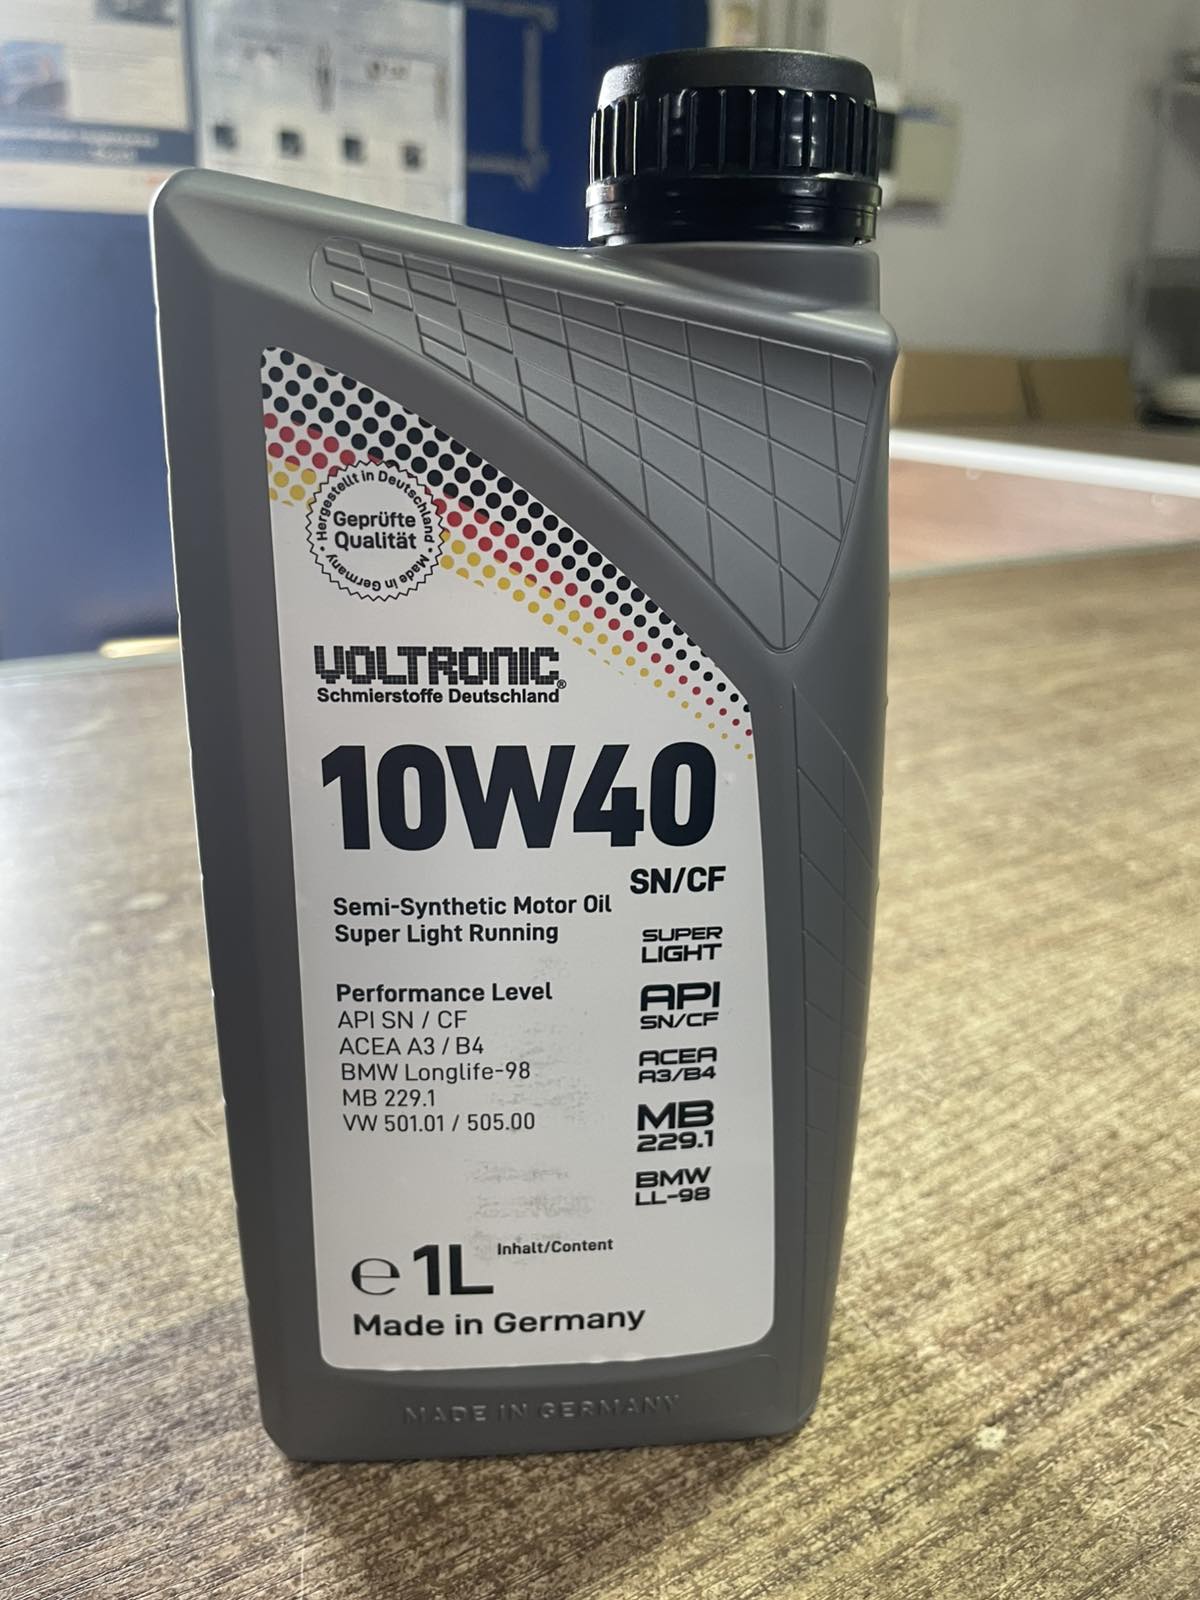 Hergestellt in Deutschland • Made in Germany •
Geprüfte
Qualität
VOLTRONIC®
Schmierstoffe Deutschland
10W40
SN/CF
Semi-Synthetic Motor Oil
Super Light Running
SUPER
LIGHT
Performance Level
API SN / CF
ACEA A3 / B4
BMW Longlife-98
MB 229.1
VW 501.01 / 505.00
API
SN/CF
ACEA
A3/B4
MB
229.1
BMW
LL-98
e 1L Inhalt/Content
Made in Germany
MADE IN GERMANY